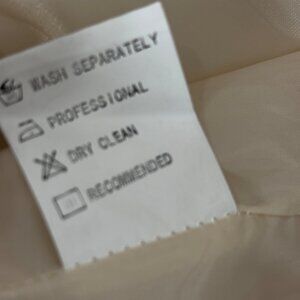 WASH SEPARATELY
PROFESSIONAL
DRY CLEAN
RECOMMENDED